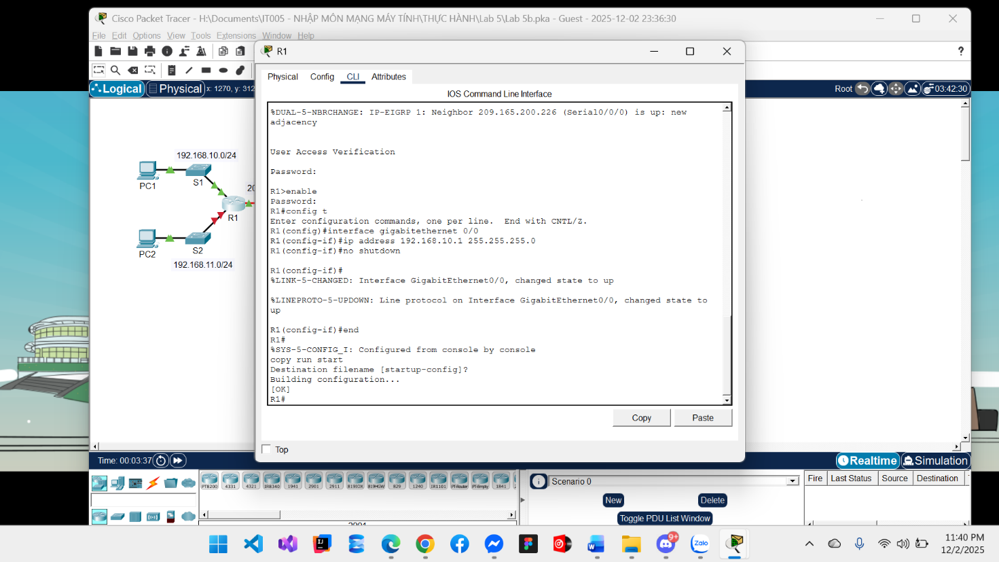 Cisco Packet Tracer - H:\Documents\IT005 - NHẬP MÔN MẠNG MÁY TÍNH\THỰC HÀNH\Lab 5\Lab 5b.pka - Guest - 2025-12-02 23:36:30
File Edit Options View Tools Extensions Window Help
R1
?
Physical Config CLI Attributes
Logical Physical x: 1270, y: 312
Root 03:42:30
IOS Command Line Interface
%DUAL-5-NBRCHANGE: IP-EIGRP 1: Neighbor 209.165.200.226 (Serial0/0/0) is up: new
adjacency
User Access Verification
Password:
R1>enable
Password:
R1#config t
Enter configuration commands, one per line.  End with CNTL/Z.
R1(config)#interface gigabitethernet 0/0
R1(config-if)#ip address 192.168.10.1 255.255.255.0
R1(config-if)#no shutdown
R1(config-if)#
%LINK-5-CHANGED: Interface GigabitEthernet0/0, changed state to up
%LINEPROTO-5-UPDOWN: Line protocol on Interface GigabitEthernet0/0, changed state to
up
R1(config-if)#end
R1#
%SYS-5-CONFIG_I: Configured from console by console
copy run start
Destination filename [startup-config]?
Building configuration...
[OK]
R1#
Copy Paste
Top
192.168.10.0/24
PC1
S1
20
R1
PC2
S2
192.168.11.0/24
Time: 00:03:37
Realtime Simulation
PT8200 4331 4321 IR8340 1941 2901 2911 819IOX 819HGW 829 1240 IR1101 PT-Router PT-Empty 1841
Scenario 0
New Delete
Toggle PDU List Window
Fire Last Status Source Destination
2901
9+
Zalo
11:40 PM
12/2/2025